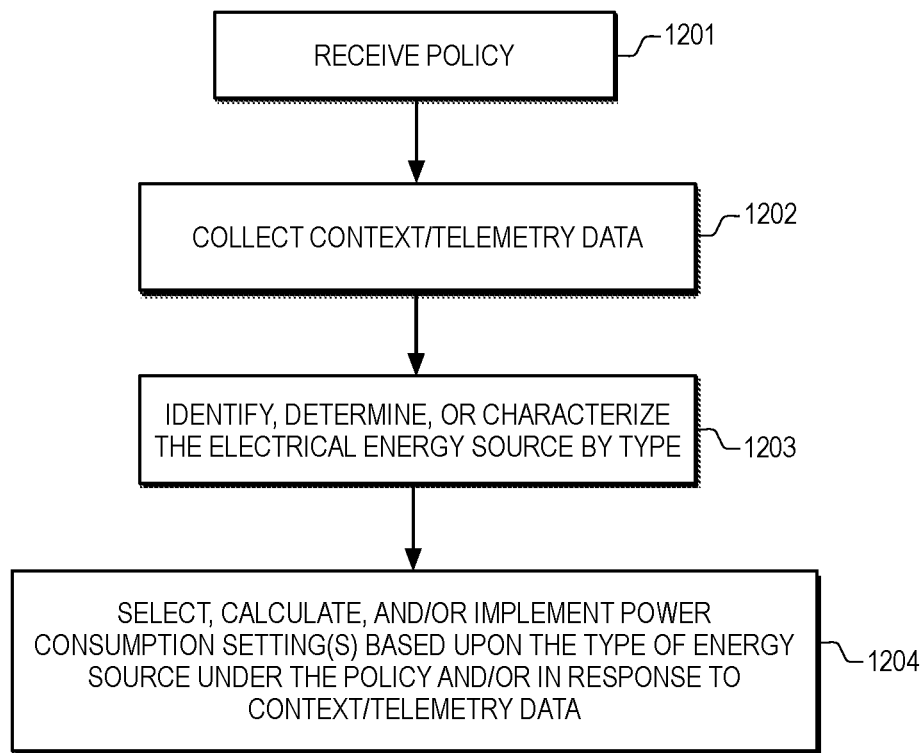 RECEIVE POLICY
1201
COLLECT CONTEXT/TELEMETRY DATA
1202
IDENTIFY, DETERMINE, OR CHARACTERIZE
THE ELECTRICAL ENERGY SOURCE BY TYPE
1203
SELECT, CALCULATE, AND/OR IMPLEMENT POWER
CONSUMPTION SETTING(S) BASED UPON THE TYPE OF ENERGY
SOURCE UNDER THE POLICY AND/OR IN RESPONSE TO
CONTEXT/TELEMETRY DATA
1204